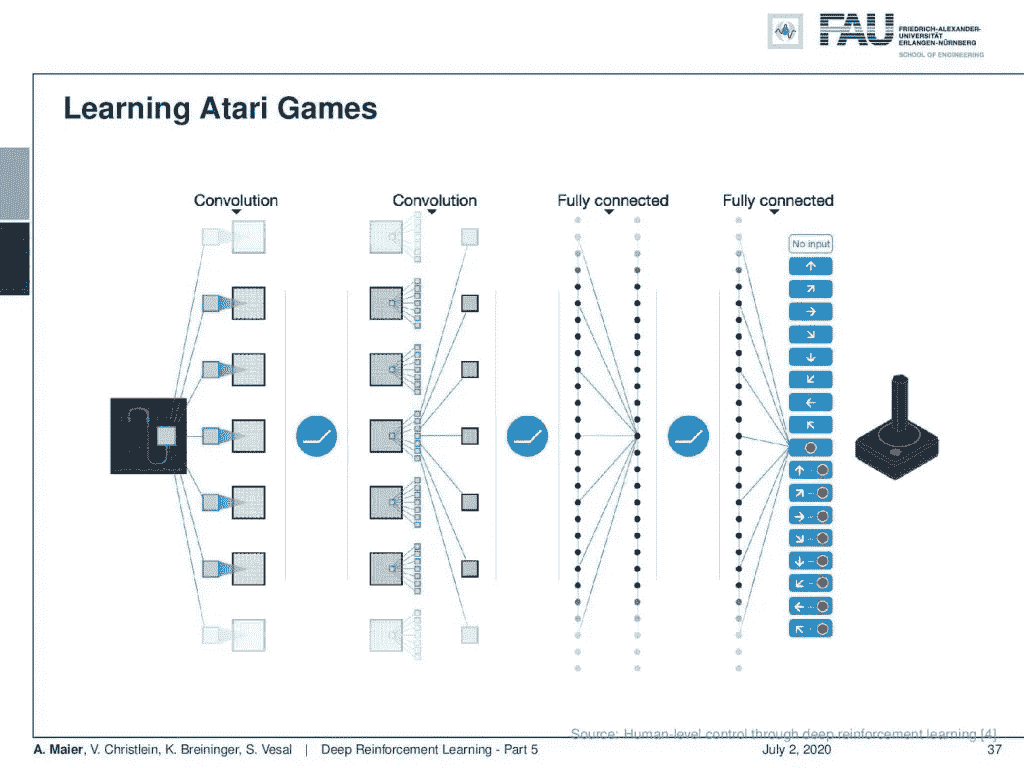 FAU
FRIEDRICH-ALEXANDER-
UNIVERSITÄT
ERLANGEN-NÜRNBERG
SCHOOL OF ENGINEERING
Learning Atari Games
Convolution
Convolution
Fully connected
Fully connected
No input
Source: Human-level control through deep reinforcement learning [4]
A. Maier, V. Christlein, K. Breininger, S. Vesal | Deep Reinforcement Learning - Part 5
July 2, 2020
37